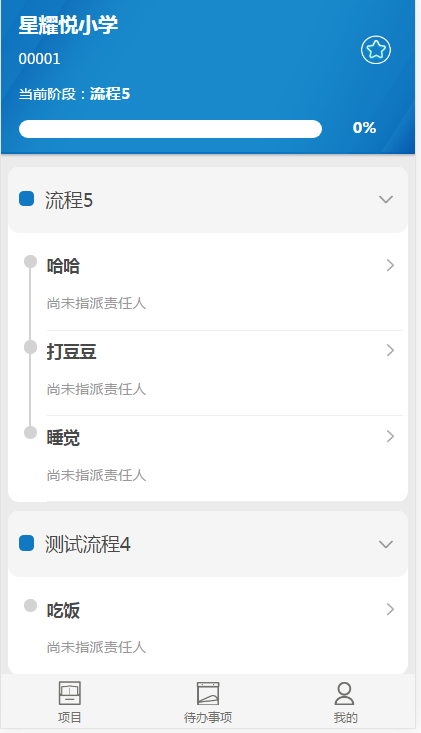 星耀悦小学
00001
当前阶段：流程5
0%
流程5
哈哈
尚未指派责任人
打豆豆
尚未指派责任人
睡觉
尚未指派责任人
测试流程4
吃饭
尚未指派责任人
项目 待办事项 我的